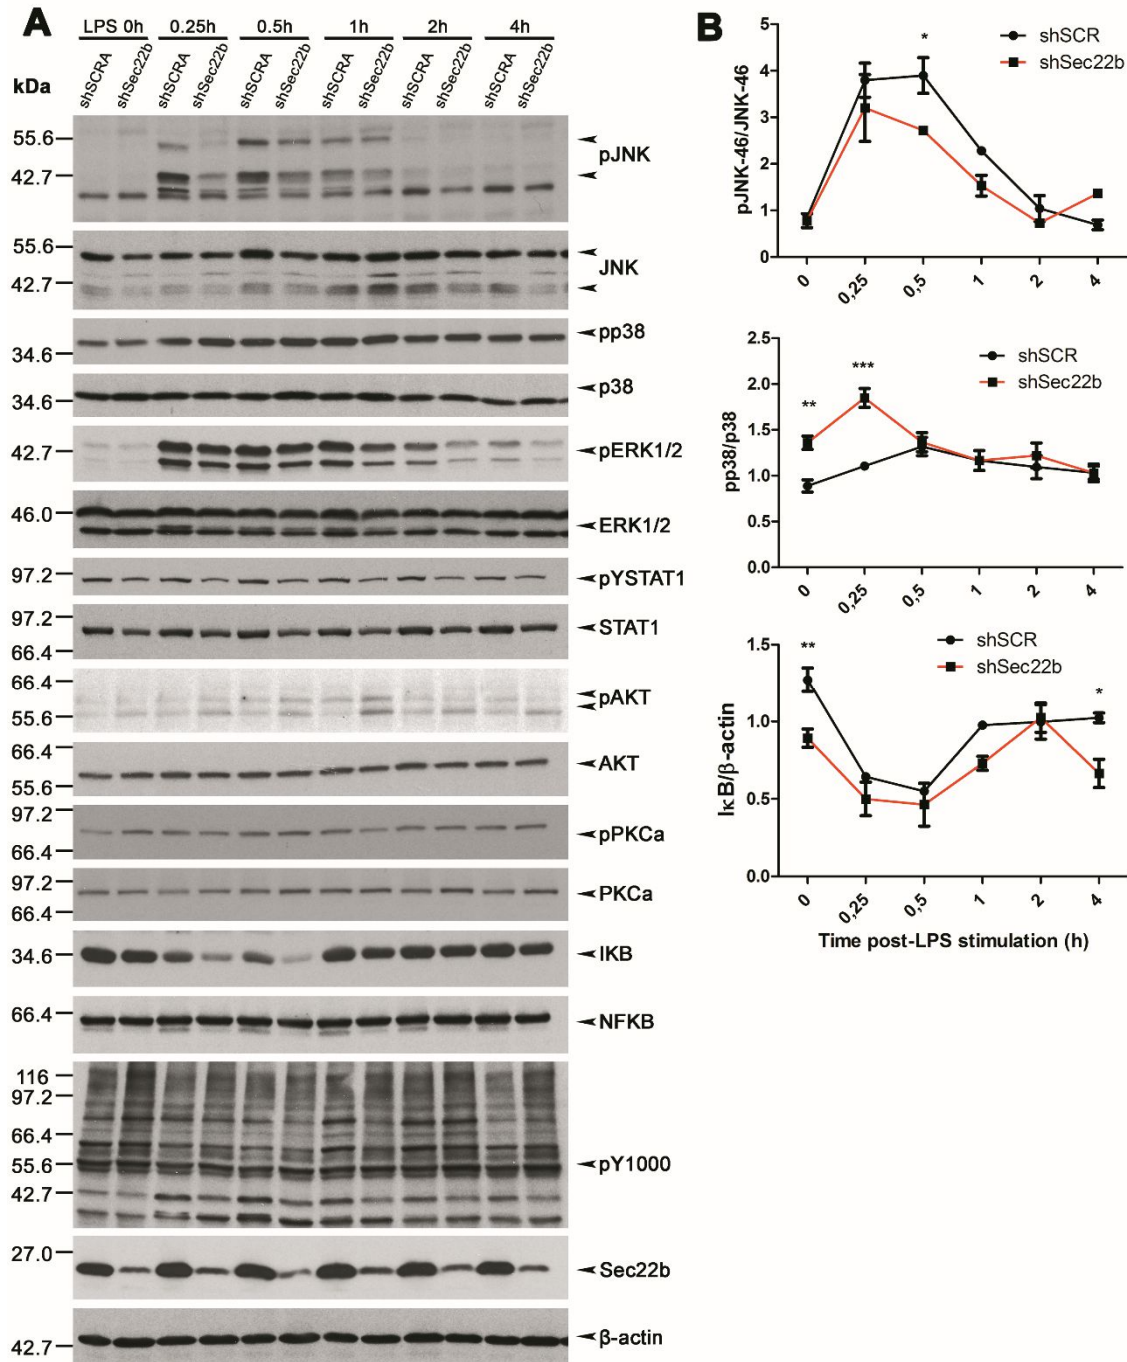 A
LPS 0h 0.25h 0.5h 1h 2h 4h
shSCRA shSec22b shSCRA shSec22b shSCRA shSec22b shSCRA shSec22b shSCRA shSec22b shSCRA shSec22b
kDa
55.6
pJNK
42.7
55.6
JNK
42.7
pp38
34.6
p38
34.6
42.7
pERK1/2
46.0
ERK1/2
97.2
pYSTAT1
97.2
STAT1
66.4
66.4
pAKT
55.6
66.4
AKT
55.6
97.2
pPKCa
66.4
97.2
PKCa
66.4
34.6
IKB
66.4
NFKB
116
97.2
66.4
55.6
pY1000
42.7
27.0
Sec22b
β-actin
42.7
B
pJNK-46/JNK-46
5
4
3
2
1
0
*
shSCR
shSec22b
0 0,25 0,5 1 2 4
pp38/p38
2.5
2.0
1.5
1.0
0.5
0.0
** ***
shSCR
shSec22b
0 0,25 0,5 1 2 4
IκB/β-actin
1.5
1.0
0.5
0.0
** *
shSCR
shSec22b
0 0,25 0,5 1 2 4
Time post-LPS stimulation (h)